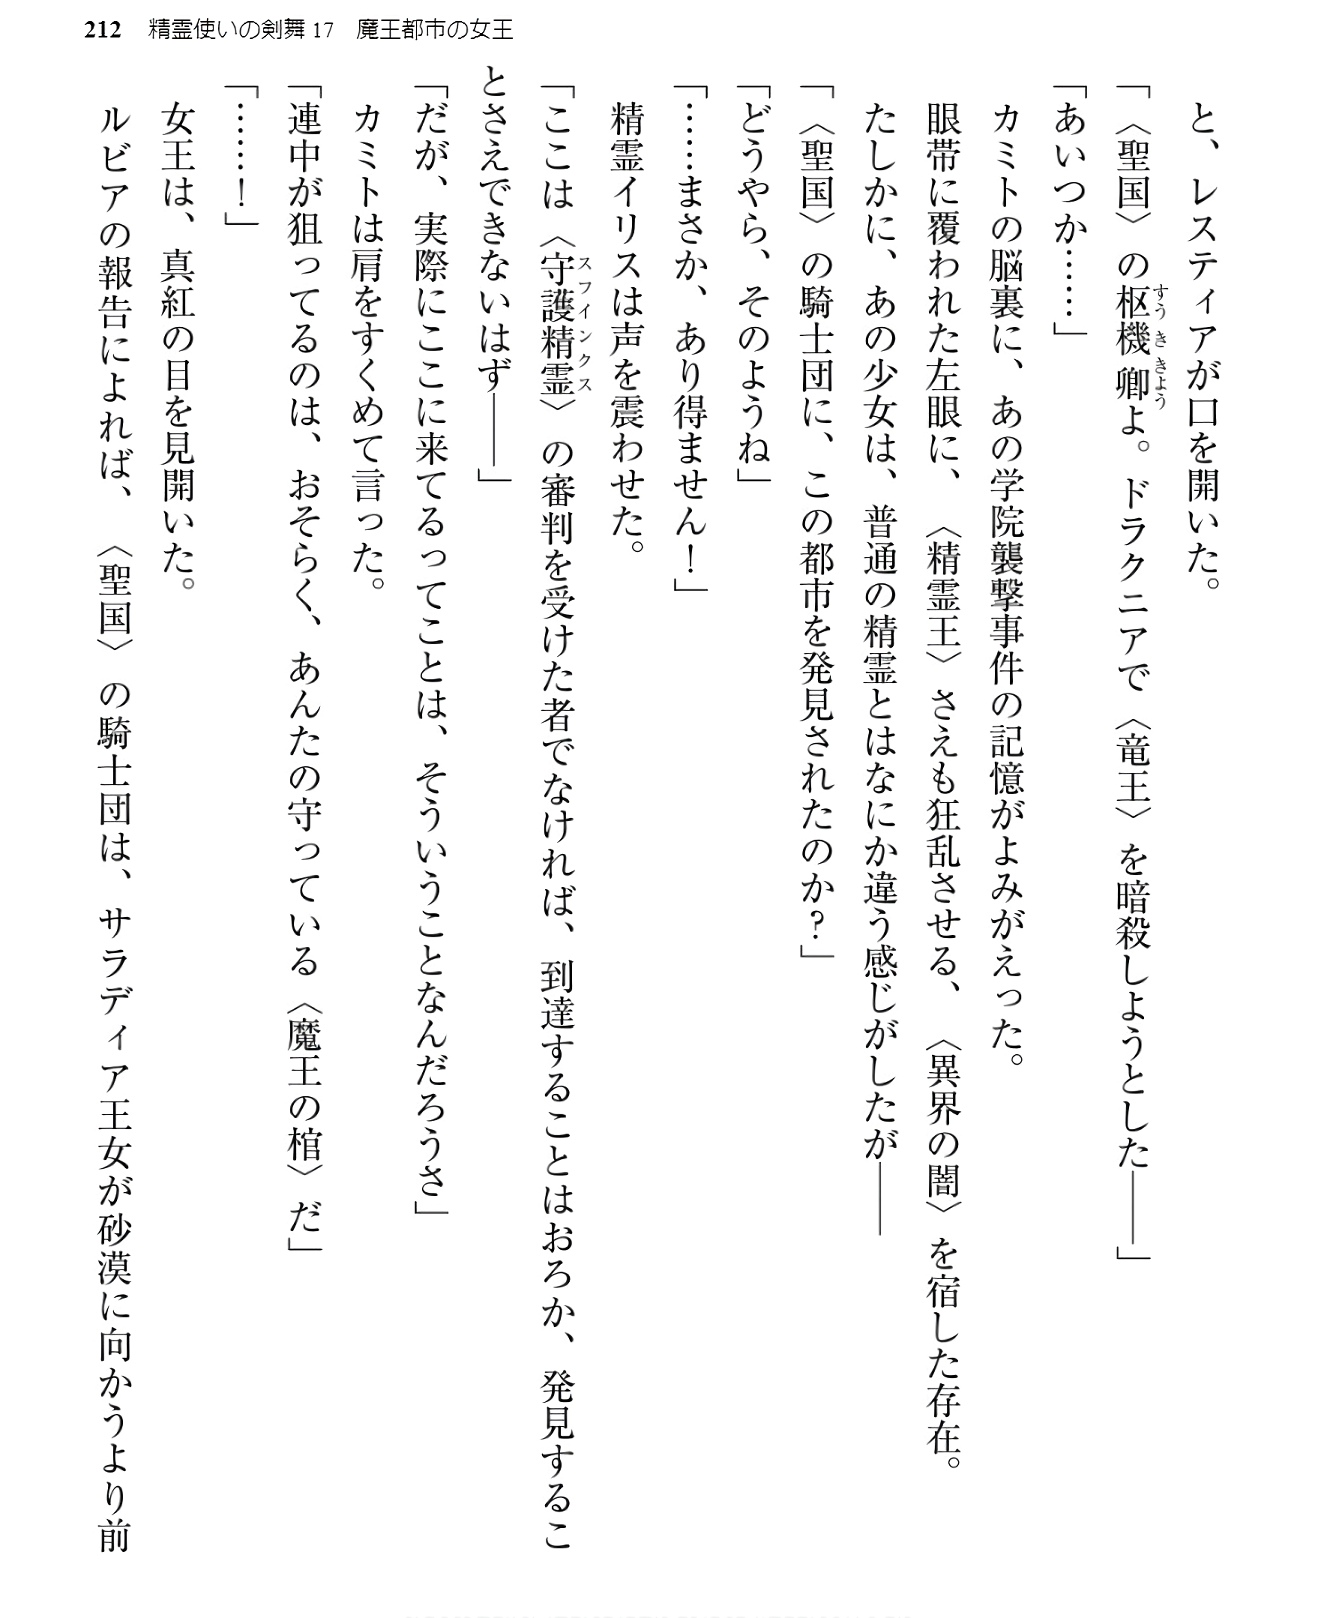 212 精霊使いの剣舞17 魔王都市の女王
と、レスティアが口を開いた。
「〈聖国〉の枢機卿よ。ドラクニアで〈竜王〉を暗殺しようとした――」
すうききよう
「あいつか……」
カミトの脳裏に、あの学院襲撃事件の記憶がよみがえった。
眼帯に覆われた左眼に、〈精霊王〉さえも狂乱させる、〈異界の闇〉を宿した存在。
たしかに、あの少女は、普通の精霊とはなにか違う感じがしたが――
「〈聖国〉の騎士団に、この都市を発見されたのか?」
「どうやら、そのようね」
「……まさか、あり得ません!」
精霊イリスは声を震わせた。
「ここは〈守護精霊〉の審判を受けた者でなければ、到達することはおろか、発見するこ
スフインクス
とさえできないはず――」
「だが、実際にここに来てるってことは、そういうことなんだろうさ」
カミトは肩をすくめて言った。
「連中が狙ってるのは、おそらく、あんたの守っている〈魔王の棺〉だ」
「……!」
女王は、真紅の目を見開いた。
ルビアの報告によれば、〈聖国〉の騎士団は、サラディア王女が砂漠に向かうより前